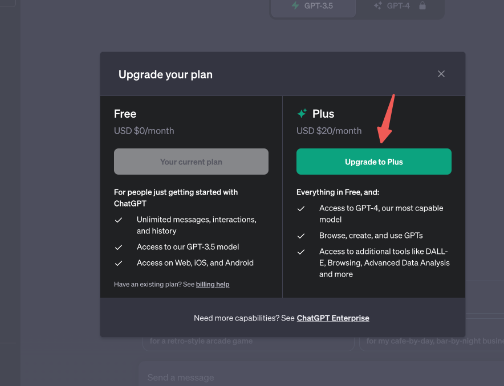 GPT-3.5
GPT-4
Upgrade your plan
Free
USD $0/month
Your current plan
For people just getting started with
ChatGPT
Unlimited messages, interactions,
and history
Access to our GPT-3.5 model
Access on Web, iOS, and Android
Have an existing plan? See billing help
Plus
USD $20/month
Upgrade to Plus
Everything in Free, and:
Access to GPT-4, our most capable
model
Browse, create, and use GPTs
Access to additional tools like DALL-
E, Browsing, Advanced Data Analysis
and more
Need more capabilities? See ChatGPT Enterprise
for a retro-style arcade game
for my cafe-by-day, bar-by-night
Send a message